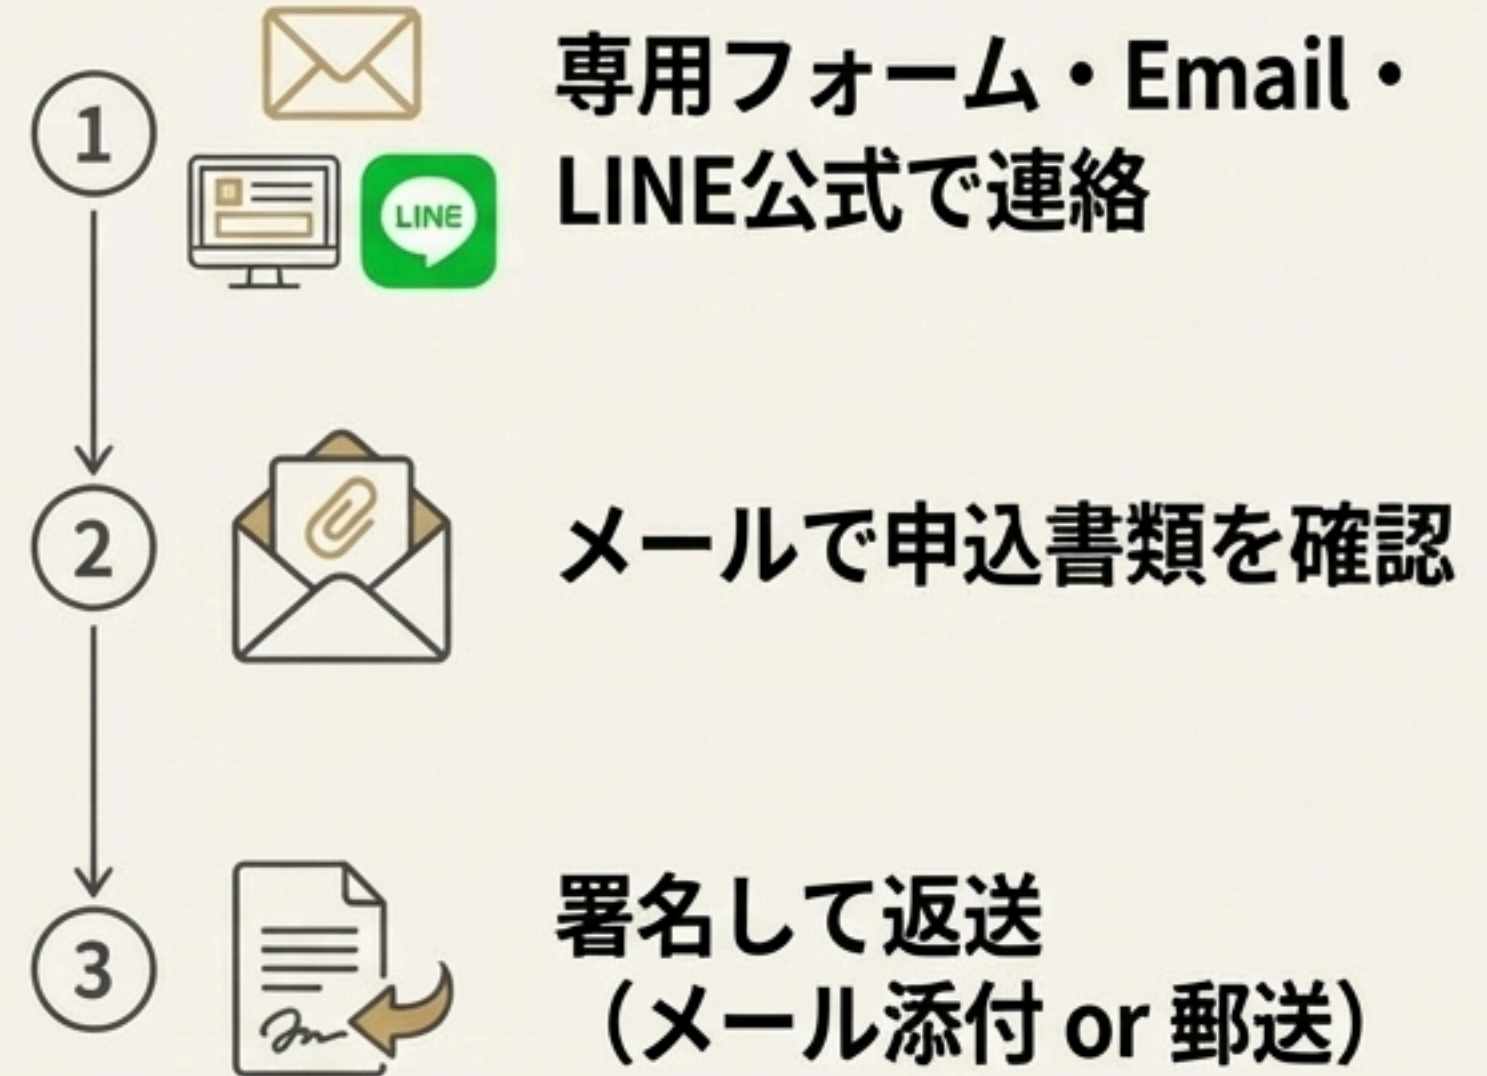 1
専用フォーム・Email・
LINE公式で連絡
LINE
2
メールで申込書類を確認
3
署名して返送
（メール添付 or 郵送）